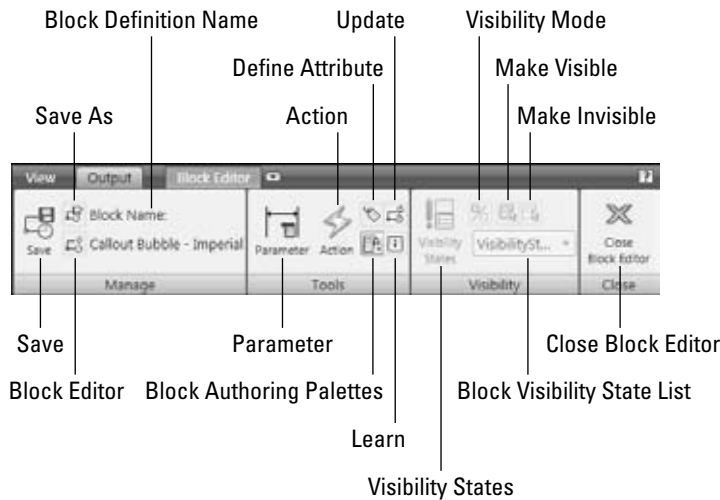 Block Definition Name
Update
Visibility Mode
Define Attribute
Make Visible
Save As
Action
Make Invisible
View
Output
Block Editor
Save
Block Name:
Callout Bubble - Imperial
Parameter
Action
Visibility
States
VisibilitySt...
Close
Block Editor
Manage
Tools
Visibility
Close
Save
Parameter
Close Block Editor
Block Editor
Block Authoring Palettes
Block Visibility State List
Learn
Visibility States